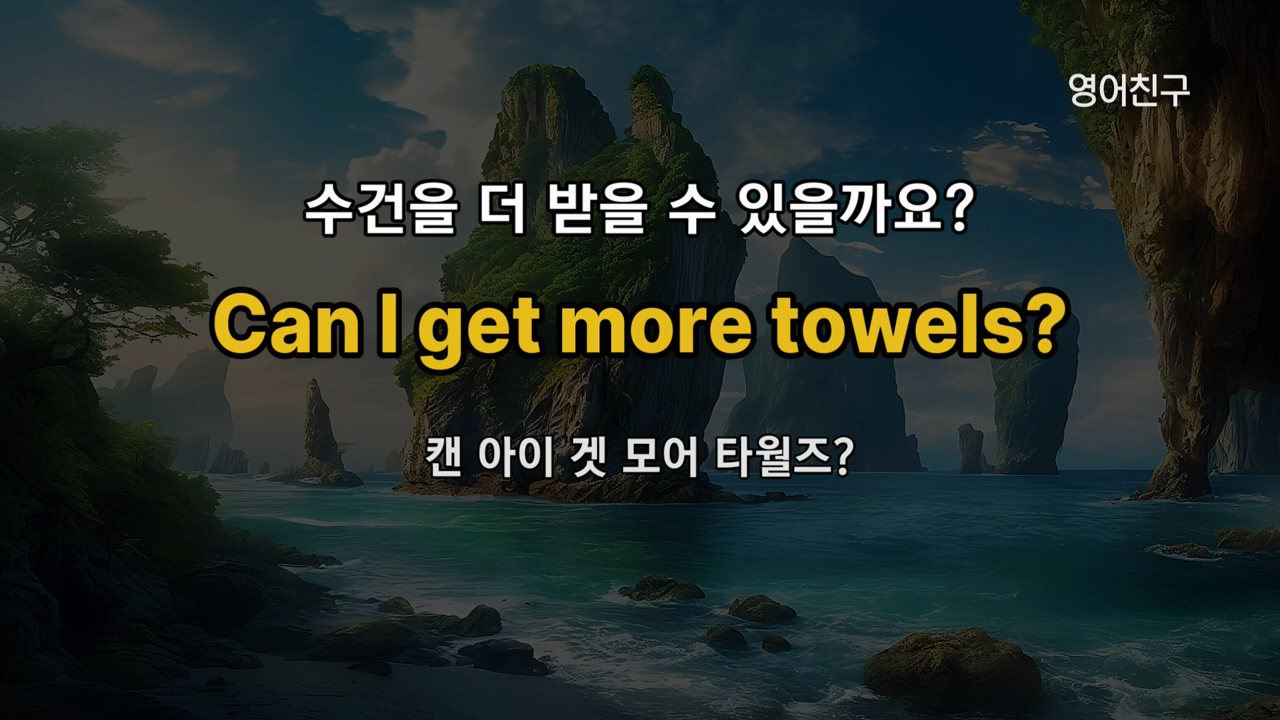 영어친구
수건을 더 받을 수 있을까요?
Can I get more towels?
캔 아이 겟 모어 타월즈?